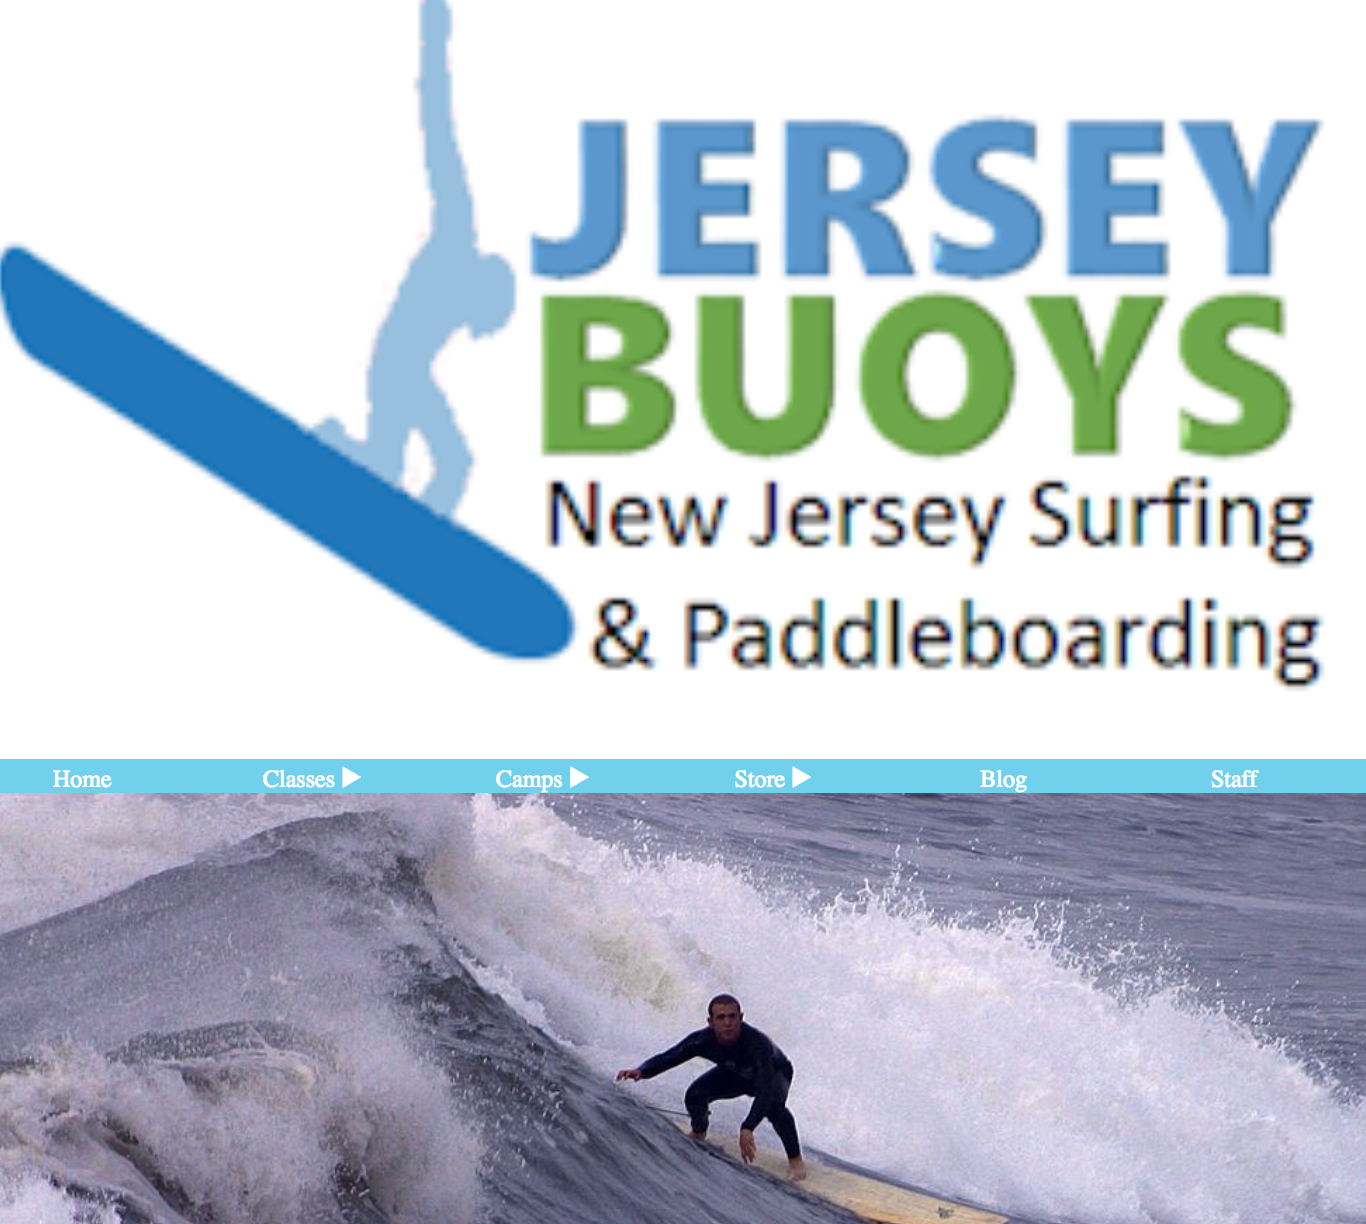 JERSEY
BUOYS
New Jersey Surfing
& Paddleboarding
Home Classes Camps Store Blog Staff